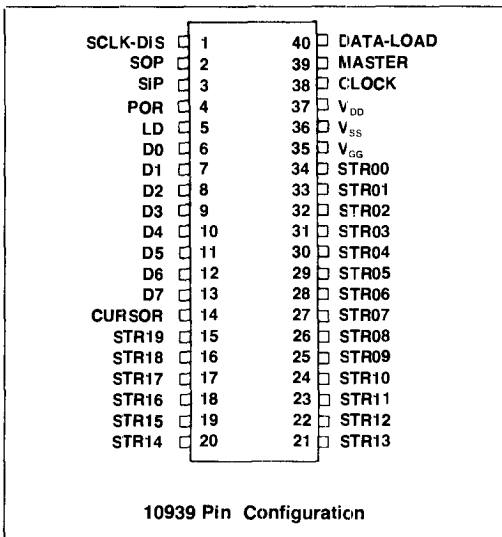 SCLK-DIS 1 40 DATA-LOAD
SOP 2 39 MASTER
SIP 3 38 CLOCK
POR 4 37 VDD
LD 5 36 VSS
D0 6 35 VGG
D1 7 34 STR00
D2 8 33 STR01
D3 9 32 STR02
D4 10 31 STR03
D5 11 30 STR04
D6 12 29 STR05
D7 13 28 STR06
CURSOR 14 27 STR07
STR19 15 26 STR08
STR18 16 25 STR09
STR17 17 24 STR10
STR16 18 23 STR11
STR15 19 22 STR12
STR14 20 21 STR13
10939 Pin Configuration